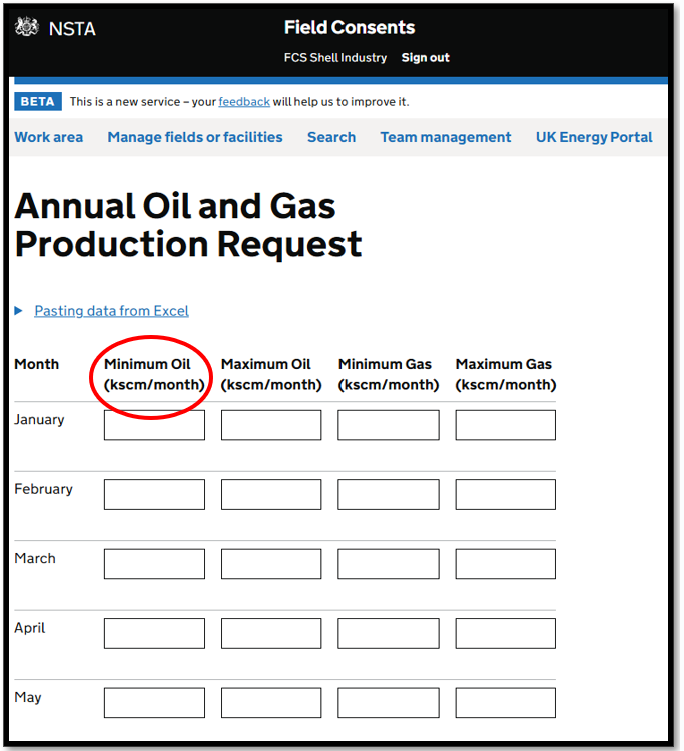 NSTA
Field Consents
FCS Shell Industry Sign out
BETA This is a new service – your feedback will help us to improve it.
Work area Manage fields or facilities Search Team management UK Energy Portal
Annual Oil and Gas
Production Request
Pasting data from Excel
Month Minimum Oil Maximum Oil Minimum Gas Maximum Gas
(kscm/month) (kscm/month) (kscm/month) (kscm/month)
January
February
March
April
May